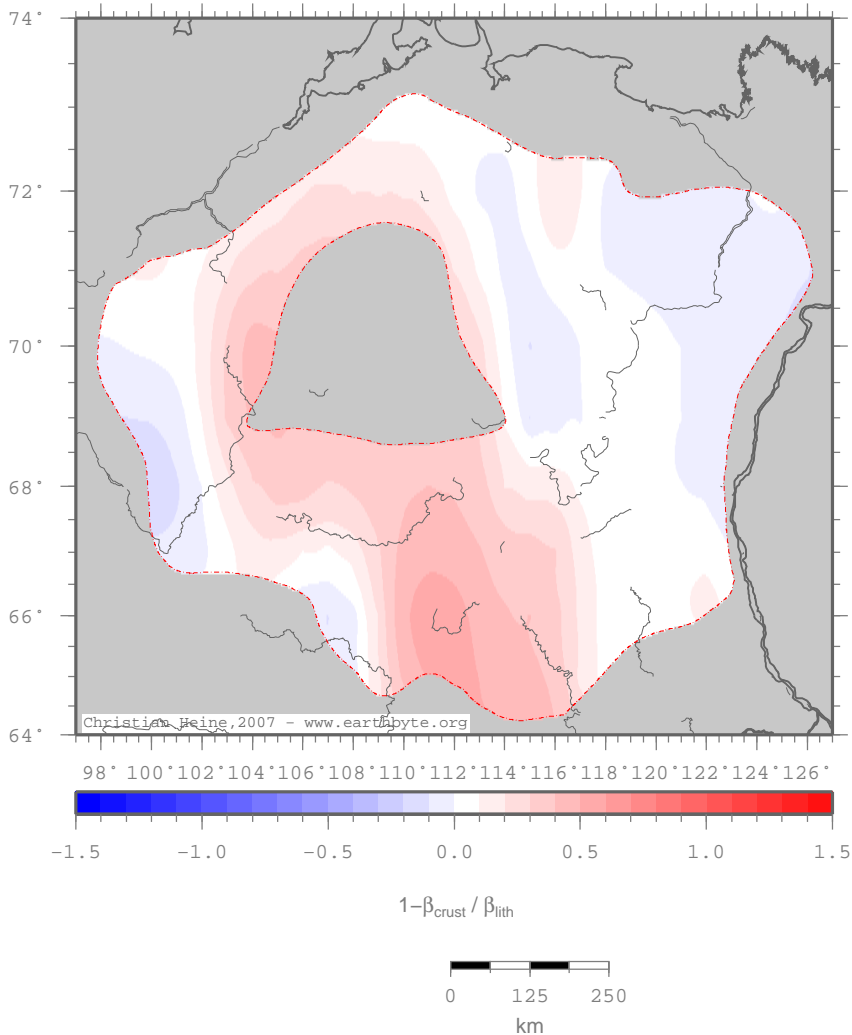 74°
72°
70°
68°
66°
64°
Christian Heine,2007 - www.earthbyte.org
98° 100° 102° 104° 106° 108° 110° 112° 114° 116° 118° 120° 122° 124° 126°
−1.5 −1.0 −0.5 0.0 0.5 1.0 1.5
1−βcrust / βlith
0 125 250
km